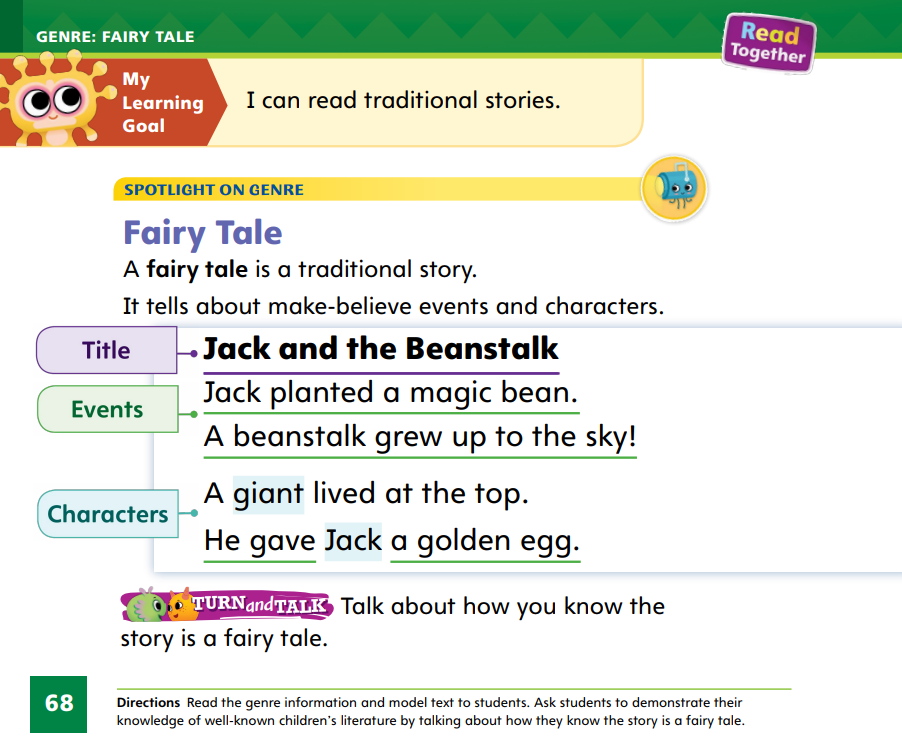 GENRE: FAIRY TALE
Read
Together
My
Learning
Goal
I can read traditional stories.
SPOTLIGHT ON GENRE
Fairy Tale
A fairy tale is a traditional story.
It tells about make-believe events and characters.
Title
Jack and the Beanstalk
Events
Jack planted a magic bean.
A beanstalk grew up to the sky!
Characters
A giant lived at the top.
He gave Jack a golden egg.
TURN and TALK Talk about how you know the
story is a fairy tale.
68
Directions Read the genre information and model text to students. Ask students to demonstrate their
knowledge of well-known children's literature by talking about how they know the story is a fairy tale.